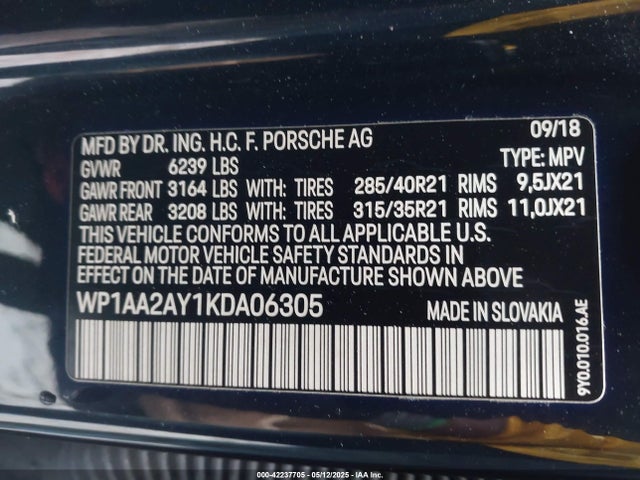 MFD BY DR. ING. H.C. F. PORSCHE AG 09/18
GVWR 6239 LBS TYPE: MPV
GAWR FRONT 3164 LBS WITH: TIRES 285/40R21 RIMS 9,5JX21
GAWR REAR 3208 LBS WITH: TIRES 315/35R21 RIMS 11,0JX21
THIS VEHICLE CONFORMS TO ALL APPLICABLE U.S.
FEDERAL MOTOR VEHICLE SAFETY STANDARDS IN
EFFECT ON THE DATE OF MANUFACTURE SHOWN ABOVE
WP1AA2AY1KDA06305 MADE IN SLOVAKIA
9Y0.010.016.AE
000-42237705 - 05/12/2025 - IAA Inc.